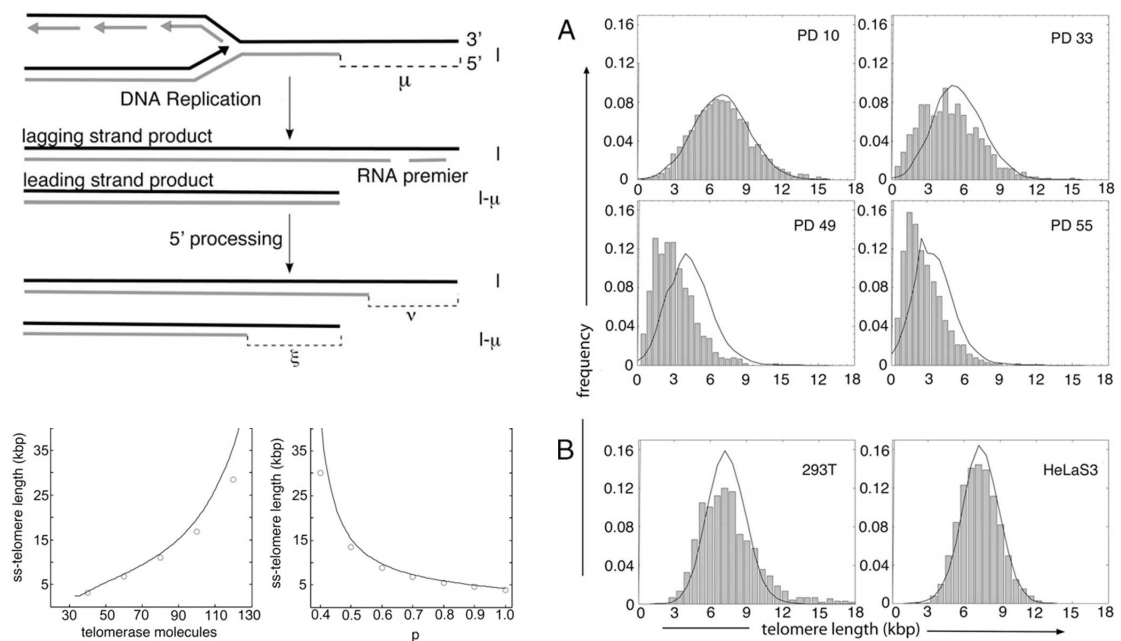 3' l
5'
μ
DNA Replication
lagging strand product
l
RNA premier
leading strand product
l-μ
5' processing
l
ν
l-μ
ξ
ss-telomere length (kbp)
35
25
15
5
30 50 70 90 110 130
telomerase molecules
ss-telomere length (kbp)
35
25
15
5
0.4 0.5 0.6 0.7 0.8 0.9 1.0
p
A
frequency
0.16
0.12
0.08
0.04
0
PD 10
3 6 9 12 15 18
0.16
0.12
0.08
0.04
0
PD 33
0 3 6 9 12 15 18
0.16
0.12
0.08
0.04
0
PD 49
0 3 6 9 15 12 18
0.16
0.12
0.08
0.04
0
PD 55
0 3 6 9 15 12 18
B
0.16
0.12
0.08
0.04
0
293T
0 3 6 9 12 15 18
0.16
0.12
0.08
0.04
0
HeLaS3
0 3 6 9 12 15 18
telomere length (kbp)